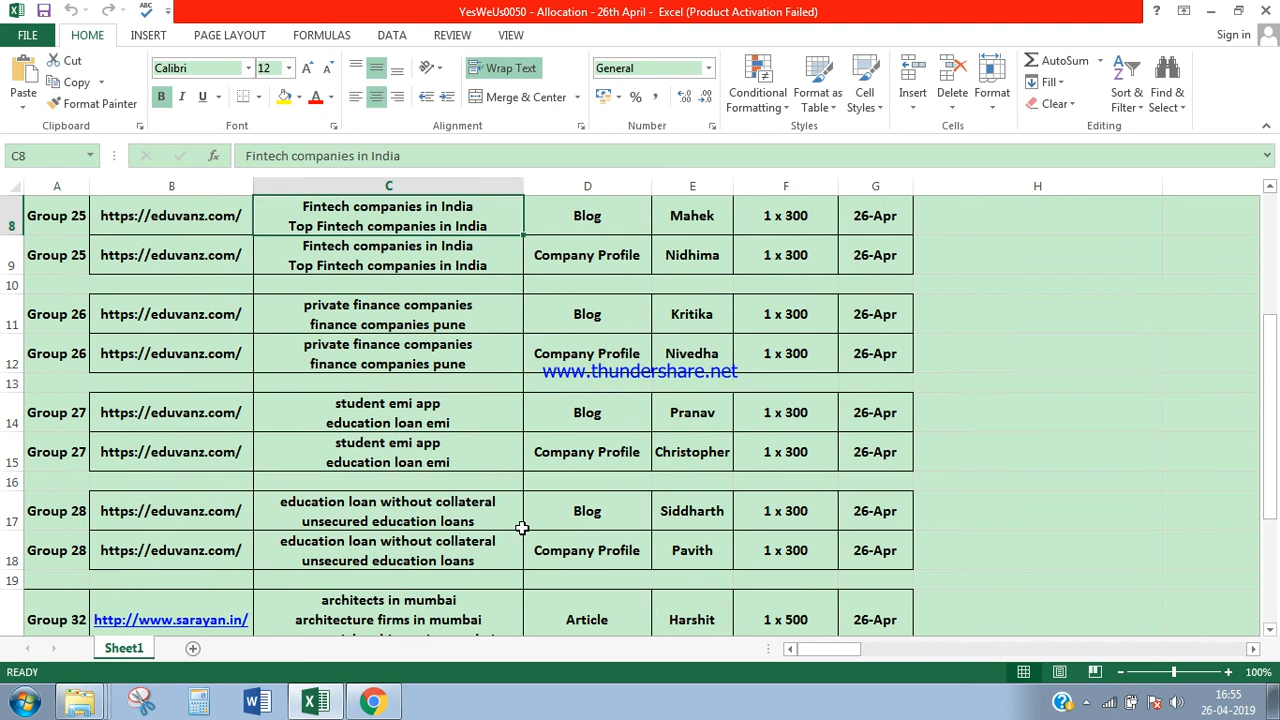 YesWeUs0050 - Allocation - 26th April - Excel (Product Activation Failed)
FILE HOME INSERT PAGE LAYOUT FORMULAS DATA REVIEW VIEW Sign in
Paste Cut Copy Format Painter Clipboard
Calibri 12 B I U A Font
Wrap Text Merge & Center Alignment
General % , Number
Conditional Formatting Format as Table Cell Styles Styles
Insert Delete Format Cells
AutoSum Fill Clear Sort & Filter Find & Select Editing
C8 fx Fintech companies in India
A B C D E F G H
8 Group 25 https://eduvanz.com/ Fintech companies in India Blog Mahek 1 x 300 26-Apr
Top Fintech companies in India
9 Group 25 https://eduvanz.com/ Fintech companies in India Company Profile Nidhima 1 x 300 26-Apr
Top Fintech companies in India
10
11 Group 26 https://eduvanz.com/ private finance companies Blog Kritika 1 x 300 26-Apr
finance companies pune
12 Group 26 https://eduvanz.com/ private finance companies Company Profile Nivedha 1 x 300 26-Apr
finance companies pune
www.thundershare.net
13
14 Group 27 https://eduvanz.com/ student emi app Blog Pranav 1 x 300 26-Apr
education loan emi
15 Group 27 https://eduvanz.com/ student emi app Company Profile Christopher 1 x 300 26-Apr
education loan emi
16
17 Group 28 https://eduvanz.com/ education loan without collateral Blog Siddharth 1 x 300 26-Apr
unsecured education loans
18 Group 28 https://eduvanz.com/ education loan without collateral Company Profile Pavith 1 x 300 26-Apr
unsecured education loans
19
Group 32 http://www.sarayan.in/ architects in mumbai Article Harshit 1 x 500 26-Apr
architecture firms in mumbai
Sheet1
READY 100%
16:55
26-04-2019